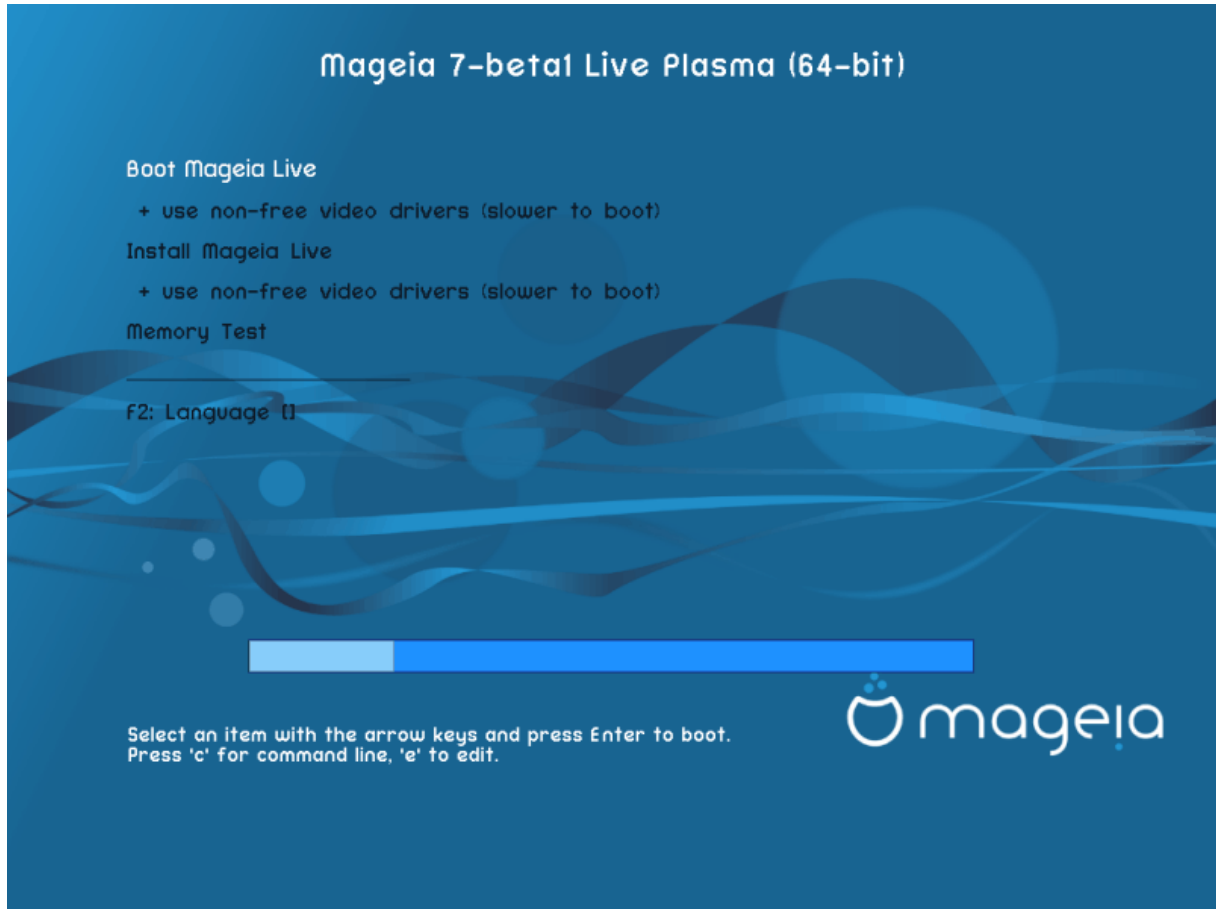 Mageia 7-beta1 Live Plasma (64-bit)
Boot Mageia Live
+ use non-free video drivers (slower to boot)
Install Mageia Live
+ use non-free video drivers (slower to boot)
Memory Test
F2: Language []
mageia
Select an item with the arrow keys and press Enter to boot.
Press 'c' for command line, 'e' to edit.